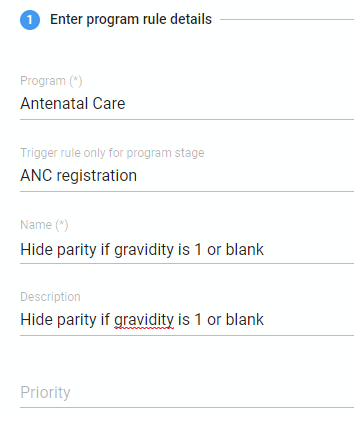 1 Enter program rule details
Program (*)
Antenatal Care
Trigger rule only for program stage
ANC registration
Name (*)
Hide parity if gravidity is 1 or blank
Description
Hide parity if gravidity is 1 or blank
Priority